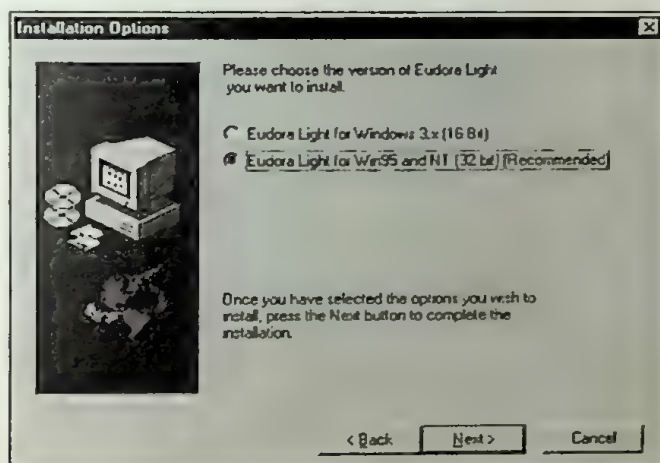 Installation Options
Please choose the version of Eudora Light
you want to install.
Eudora Light for Windows 3.x (16 Bit)
Eudora Light for Win95 and NT (32 bit) [Recommended]
Once you have selected the options you wish to
install, press the Next button to complete the
installation.
< Back
Next >
Cancel